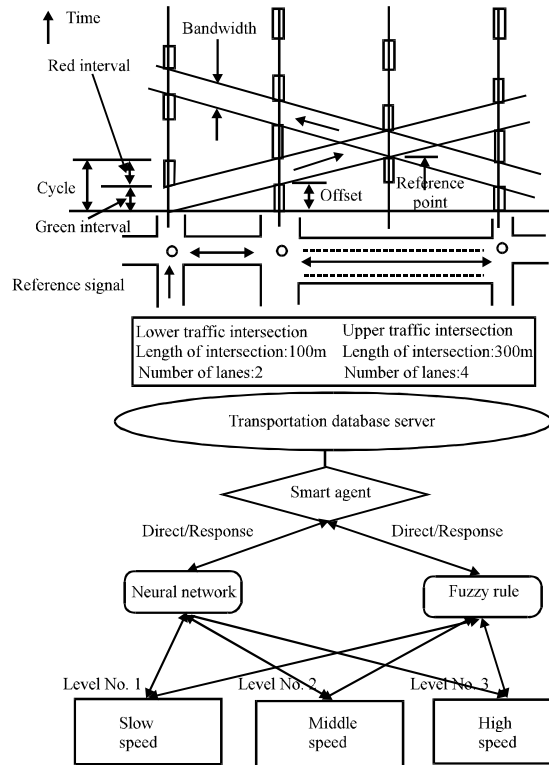 Time
Bandwidth
Red interval
Cycle
Green interval
Offset
Reference
point
Reference signal
Lower traffic intersection
Length of intersection:100m
Number of lanes:2
Upper traffic intersection
Length of intersection:300m
Number of lanes:4
Transportation database server
Smart agent
Direct/Response
Direct/Response
Neural network
Fuzzy rule
Level No. 1
Level No. 2
Level No. 3
Slow
speed
Middle
speed
High
speed